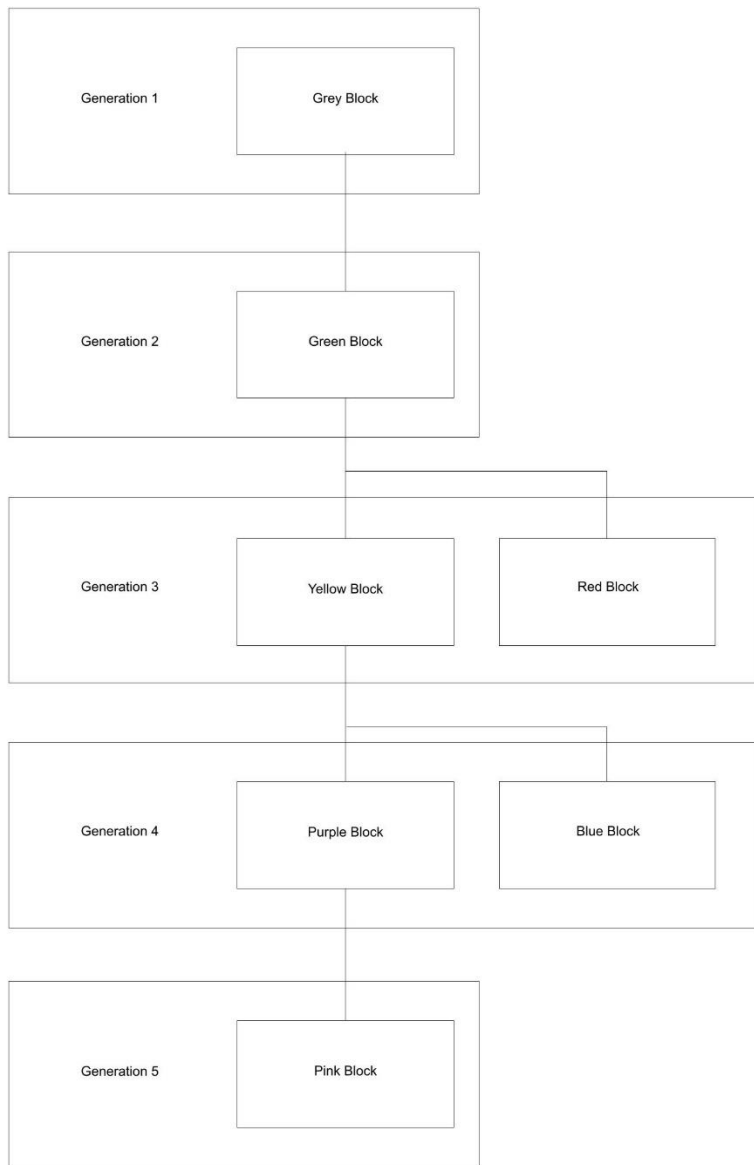 Generation 1
Grey Block
Generation 2
Green Block
Generation 3
Yellow Block
Red Block
Generation 4
Purple Block
Blue Block
Generation 5
Pink Block